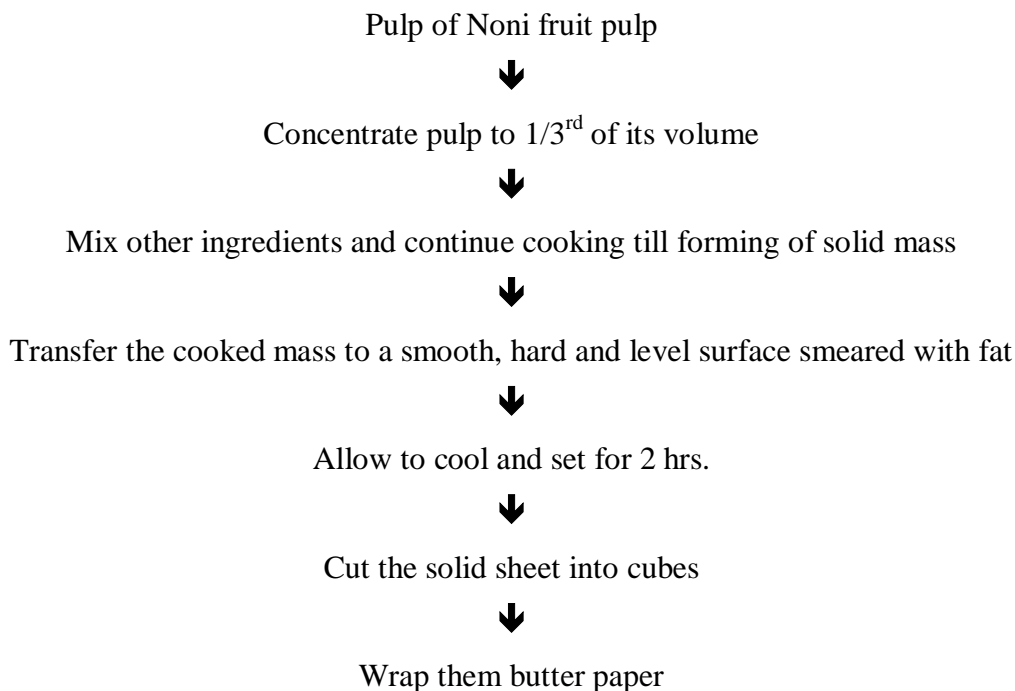 Pulp of Noni fruit pulp
Concentrate pulp to 1/3rd of its volume
Mix other ingredients and continue cooking till forming of solid mass
Transfer the cooked mass to a smooth, hard and level surface smeared with fat
Allow to cool and set for 2 hrs.
Cut the solid sheet into cubes
Wrap them butter paper